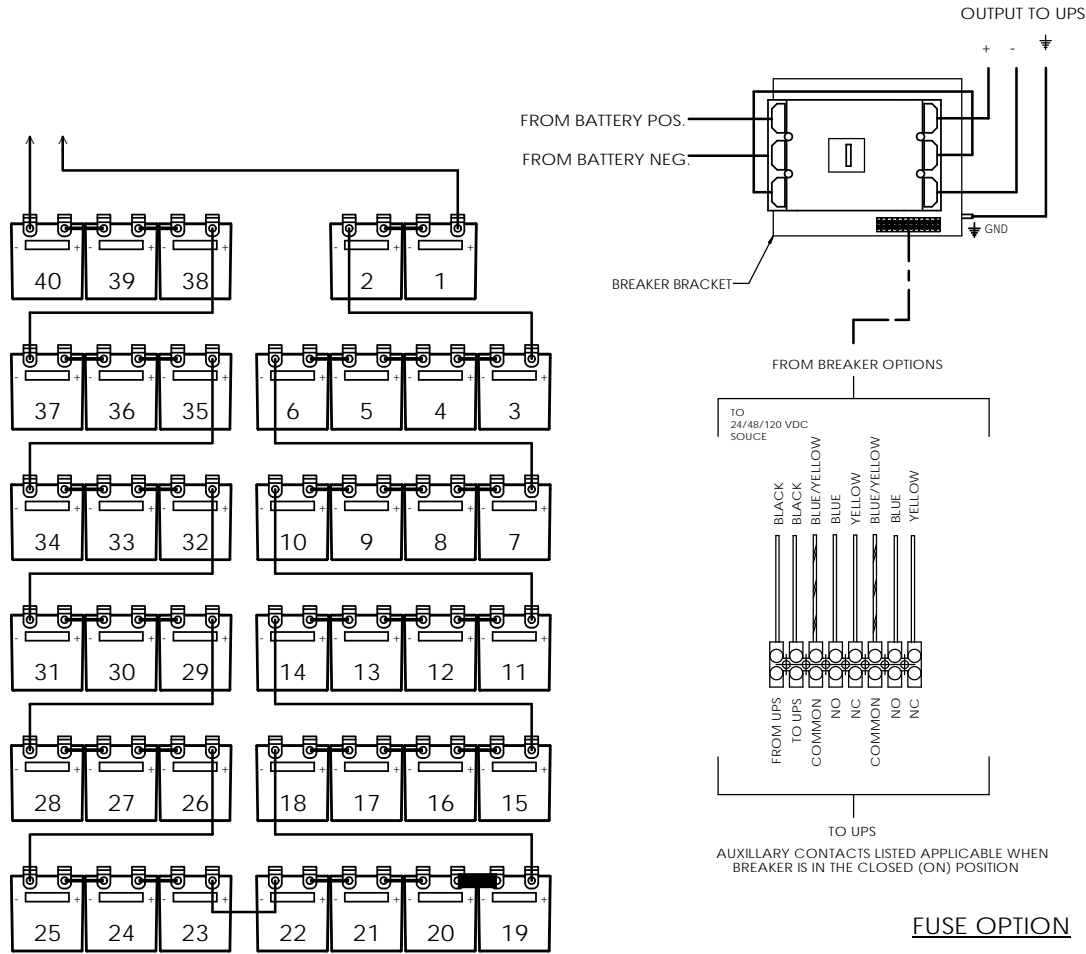 OUTPUT TO UPS
+ -
FROM BATTERY POS.
FROM BATTERY NEG.
GND
BREAKER BRACKET
- + - + - + - + - +
40 39 38 2 1
- + - + - + - + - + - + - +
37 36 35 6 5 4 3
- + - + - + - + - + - + - +
34 33 32 10 9 8 7
- + - + - + - + - + - + - +
31 30 29 14 13 12 11
- + - + - + - + - + - + - +
28 27 26 18 17 16 15
- + - + - + - + - + - + - +
25 24 23 22 21 20 19
FROM BREAKER OPTIONS
TO
24/48/120 VDC
SOUCE
BLACK
BLACK
BLUE/YELLOW
BLUE
YELLOW
BLUE/YELLOW
BLUE
YELLOW
FROM UPS
TO UPS
COMMON
NO
NC
COMMON
NO
NC
TO UPS
AUXILLARY CONTACTS LISTED APPLICABLE WHEN
BREAKER IS IN THE CLOSED (ON) POSITION
FUSE OPTION